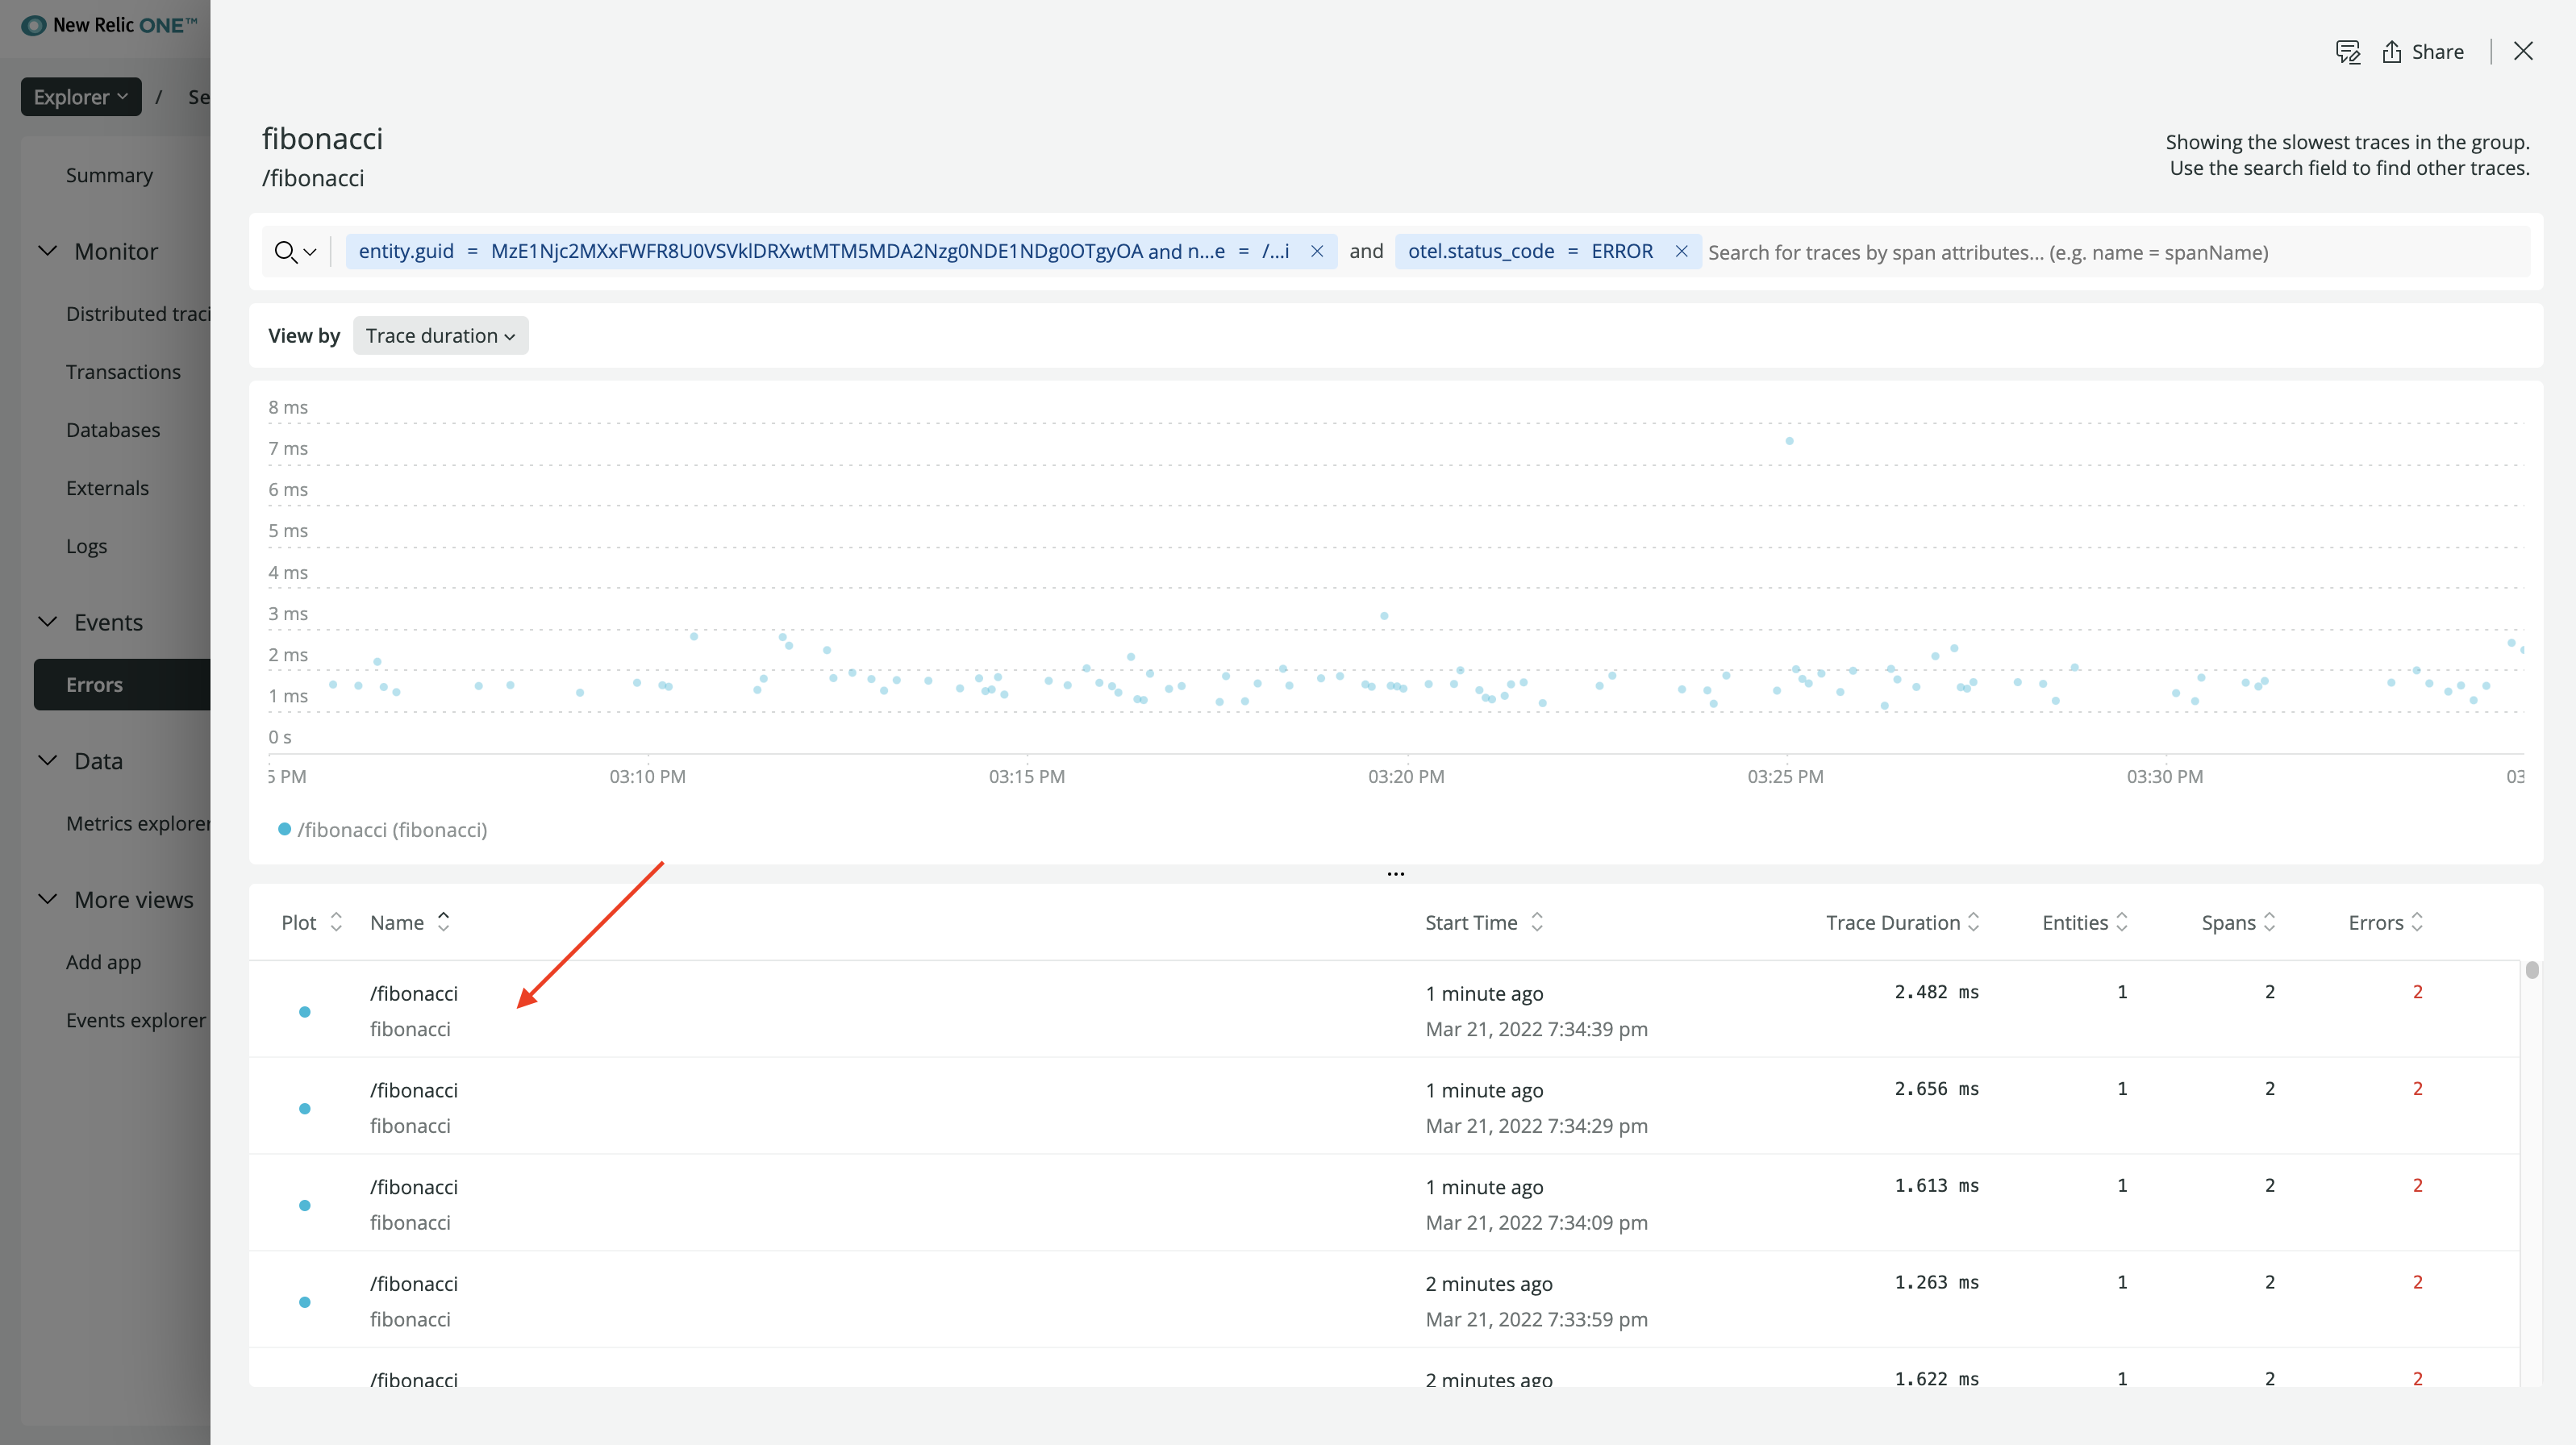 New Relic ONE™
Explorer / Se
Share
Summary
Monitor
Distributed traci
Transactions
Databases
Externals
Logs
Events
Errors
Data
Metrics explorer
More views
Add app
Events explorer
fibonacci
/fibonacci
Showing the slowest traces in the group.
Use the search field to find other traces.
entity.guid = MzE1Njc2MXxFWFR8U0VSVklDRXwtMTM5MDA2Nzg0NDE1NDg0OTgyOA and n...e = /...i and otel.status_code = ERROR Search for traces by span attributes... (e.g. name = spanName)
View by Trace duration
8 ms
7 ms
6 ms
5 ms
4 ms
3 ms
2 ms
1 ms
0 s
5 PM 03:10 PM 03:15 PM 03:20 PM 03:25 PM 03:30 PM 03
/fibonacci (fibonacci)
...
Plot Name Start Time Trace Duration Entities Spans Errors
/fibonacci 1 minute ago 2.482 ms 1 2 2
fibonacci Mar 21, 2022 7:34:39 pm
/fibonacci 1 minute ago 2.656 ms 1 2 2
fibonacci Mar 21, 2022 7:34:29 pm
/fibonacci 1 minute ago 1.613 ms 1 2 2
fibonacci Mar 21, 2022 7:34:09 pm
/fibonacci 2 minutes ago 1.263 ms 1 2 2
fibonacci Mar 21, 2022 7:33:59 pm
/fibonacci 2 minutes ago 1.622 ms 1 2 2